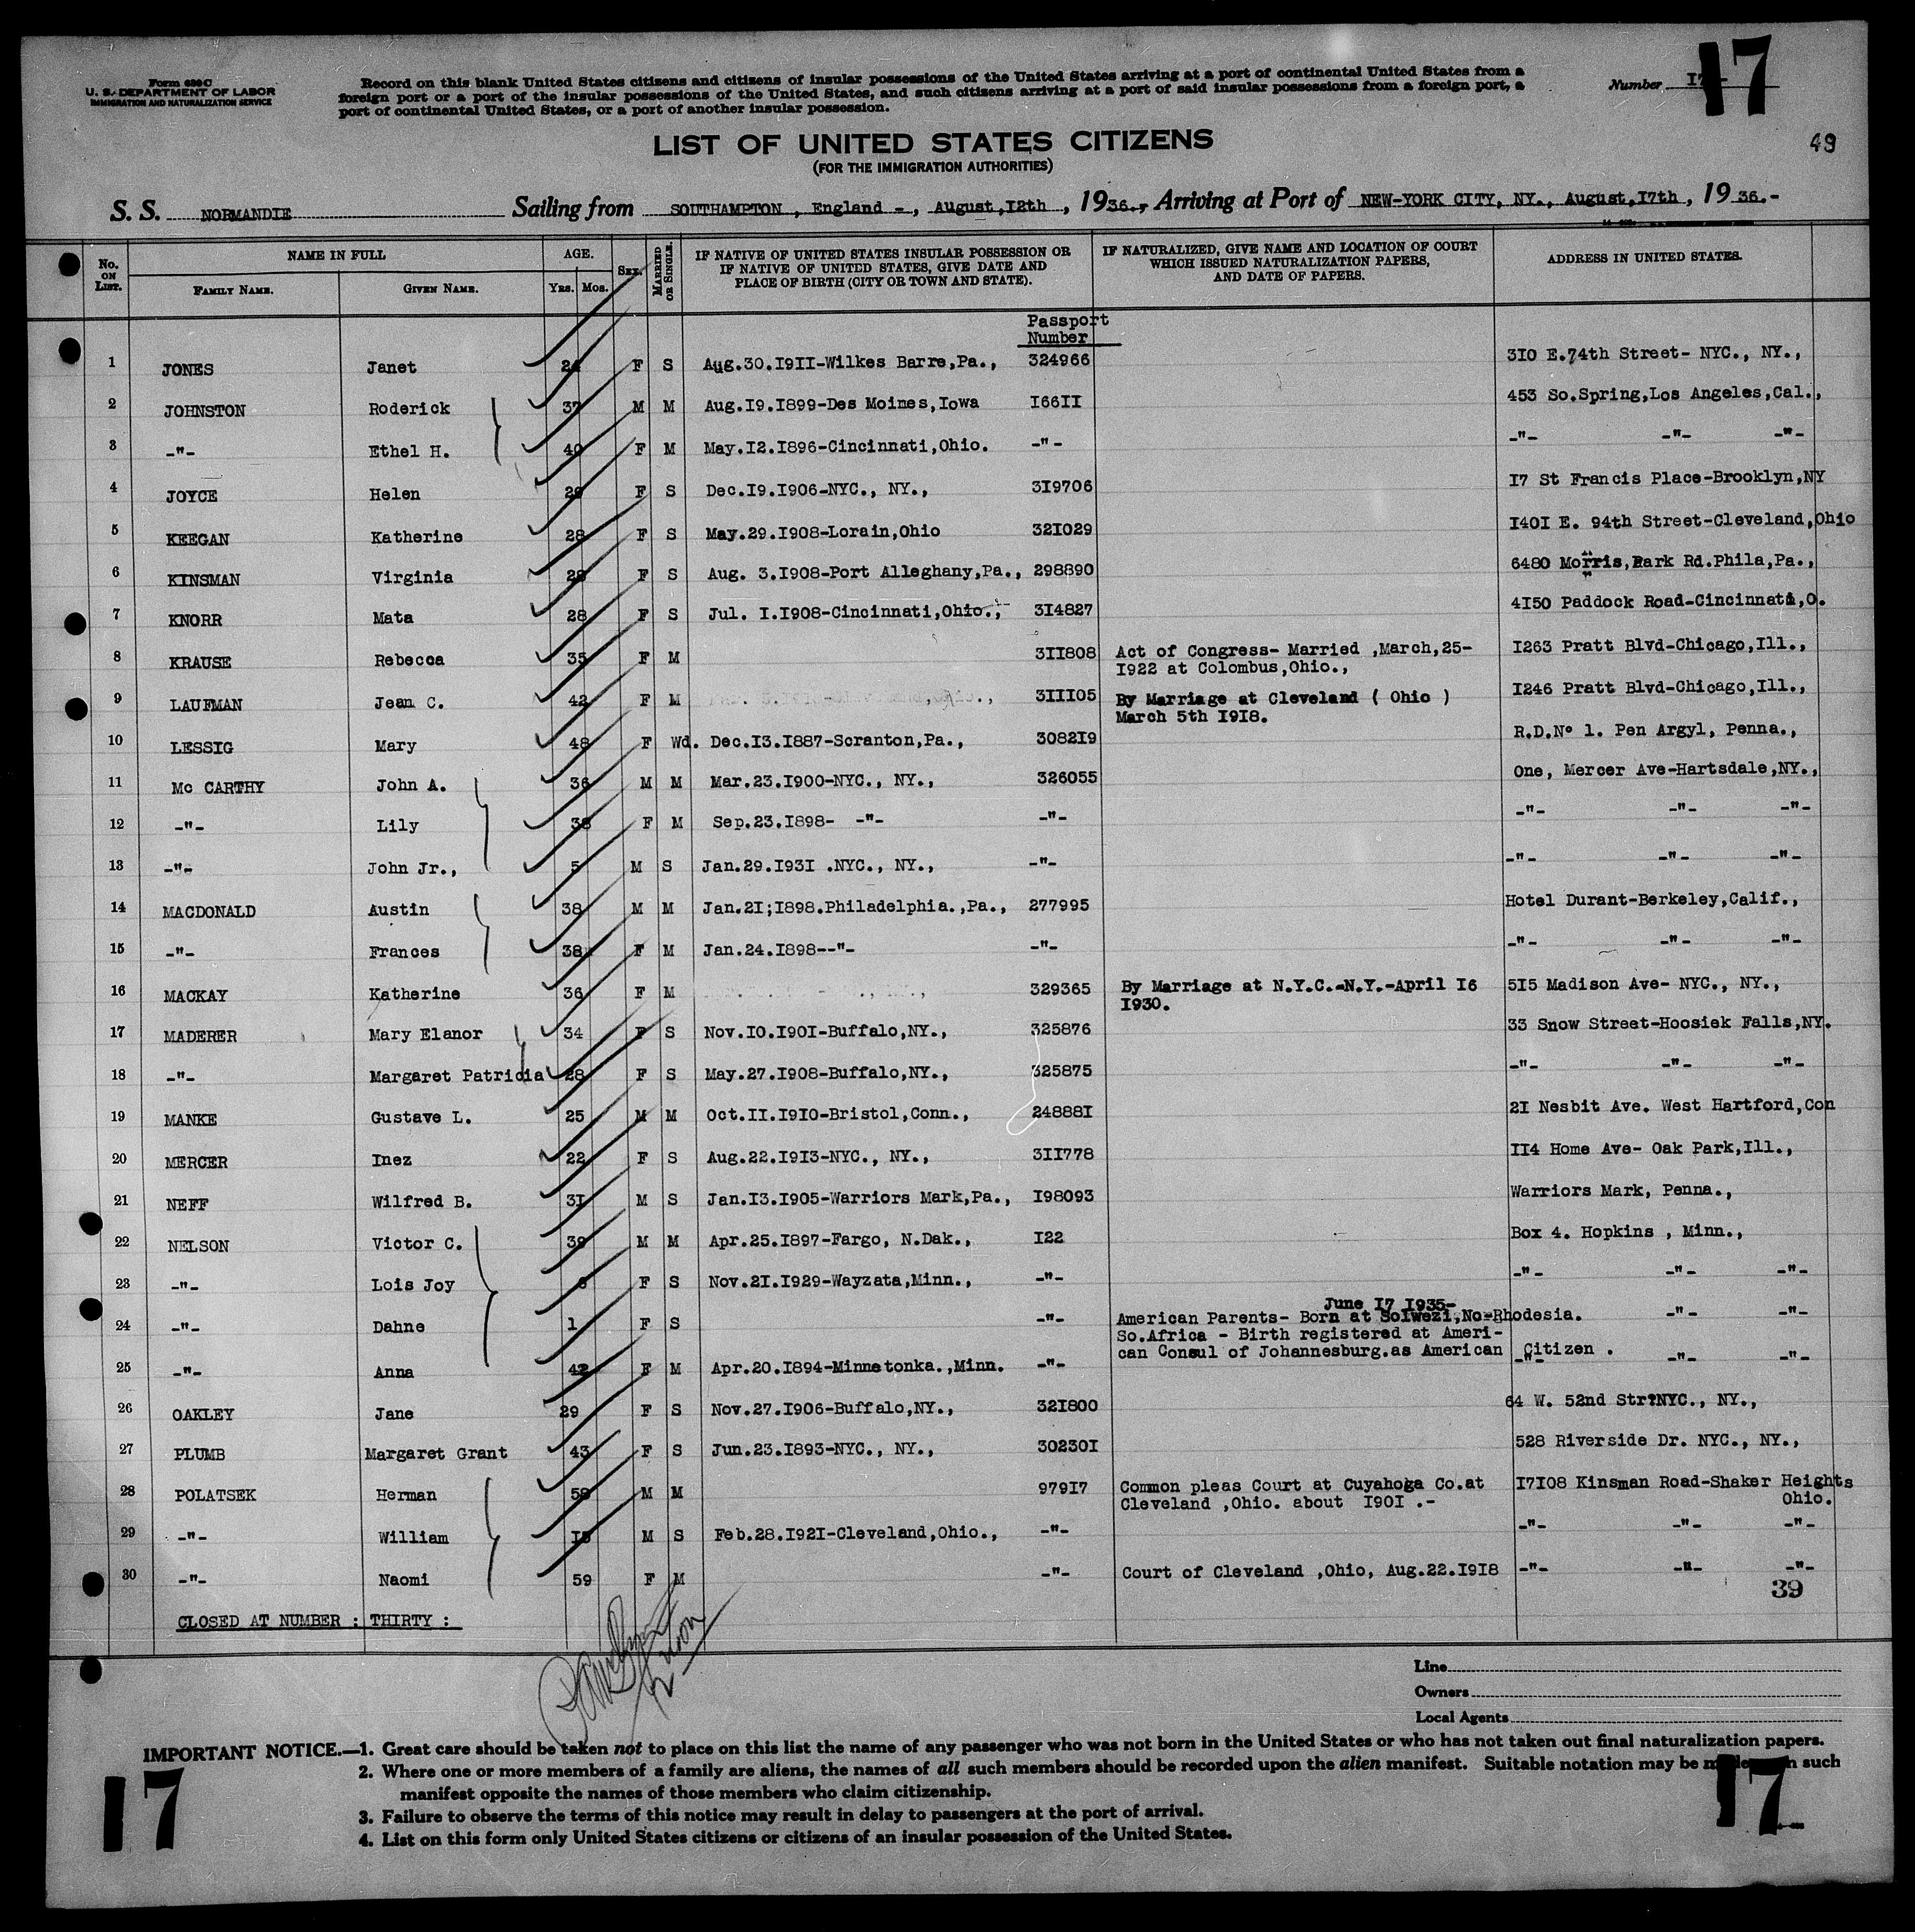 Form 630C
U. S. DEPARTMENT OF LABOR
IMMIGRATION AND NATURALIZATION SERVICE
Record on this blank United States citizens and citizens of insular possessions of the United States arriving at a port of continental United States from a
foreign port or a port of the insular possessions of the United States, and such citizens arriving at a port of said insular possessions from a foreign port, a
port of continental United States, or a port of another insular possession.
Number 17
17
49
LIST OF UNITED STATES CITIZENS
(FOR THE IMMIGRATION AUTHORITIES)
S. S. NORMANDIE Sailing from SOUTHAMPTON , England - , August,12th , 1936.- Arriving at Port of NEW-YORK CITY, NY., August,17th , 19 36.-
No. ON LIST. NAME IN FULL FAMILY NAME. GIVEN NAME. AGE. YRS. MOS. SEX. MARRIED OR SINGLE. IF NATIVE OF UNITED STATES INSULAR POSSESSION OR IF NATIVE OF UNITED STATES, GIVE DATE AND PLACE OF BIRTH (CITY OR TOWN AND STATE). IF NATURALIZED, GIVE NAME AND LOCATION OF COURT WHICH ISSUED NATURALIZATION PAPERS, AND DATE OF PAPERS. ADDRESS IN UNITED STATES.
Passport
Number
1 JONES Janet 24 F S Aug.30.1911-Wilkes Barre,Pa., 324966 310 E.74th Street- NYC., NY.,
2 JOHNSTON Roderick 37 M M Aug.19.1899-Des Moines,Iowa 16611 453 So.Spring,Los Angeles,Cal.,
3 -"- Ethel H. 40 F M May.12.1896-Cincinnati,Ohio. -"- -"- -"- -"-
4 JOYCE Helen 29 F S Dec.19.1906-NYC., NY., 319706 17 St Francis Place-Brooklyn,NY
5 KEEGAN Katherine 28 F S May.29.1908-Lorain,Ohio 321029 1401 E. 94th Street-Cleveland,Ohio
6 KINSMAN Virginia 28 F S Aug. 3.1908-Port Alleghany,Pa., 298890 6480 Morris,Park Rd.Phila,Pa.,
7 KNORR Mata 28 F S Jul. 1.1908-Cincinnati,Ohio., 314827 4150 Paddock Road-Cincinnati,O.
8 KRAUSE Rebecca 35 F M 311808 Act of Congress- Married ,March,25- 1263 Pratt Blvd-Chicago,Ill.,
1922 at Colombus,Ohio.,
9 LAUFMAN Jean C. 42 F M 311105 By Marriage at Cleveland ( Ohio ) 1246 Pratt Blvd-Chicago,Ill.,
March 5th 1918.
10 LESSIG Mary 48 F Wd. Dec.13.1887-Scranton,Pa., 308219 R.D.No 1. Pen Argyl, Penna.,
11 Mc CARTHY John A. 36 M M Mar.23.1900-NYC., NY., 326055 One, Mercer Ave-Hartsdale,NY.,
12 -"- Lily 38 F M Sep.23.1898- -"- -"- -"- -"- -"-
13 -"- John Jr., 5 M S Jan.29.1931 .NYC., NY., -"- -"- -"- -"-
14 MACDONALD Austin 38 M M Jan.21;1898.Philadelphia.,Pa., 277995 Hotel Durant-Berkeley,Calif.,
15 -"- Frances 38 F M Jan.24.1898--"- -"- -"- -"- -"-
16 MACKAY Katherine 36 F M 329365 By Marriage at N.Y.C.-N.Y.-April 16 515 Madison Ave- NYC., NY.,
1930.
17 MADERER Mary Elanor 34 F S Nov.10.1901-Buffalo,NY., 325876 33 Snow Street-Hoosiek Falls,NY.
18 -"- Margaret Patricia 28 F S May.27.1908-Buffalo,NY., 325875 -"- -"- -"-
19 MANKE Gustave L. 25 M M Oct.11.1910-Bristol,Conn., 248881 21 Nesbit Ave. West Hartford,Con
20 MERCER Inez 22 F S Aug.22.1913-NYC., NY., 311778 114 Home Ave- Oak Park,Ill.,
21 NEFF Wilfred B. 31 M S Jan.13.1905-Warriors Mark,Pa., 198093 Warriors Mark, Penna.,
22 NELSON Victor C. 39 M M Apr.25.1897-Fargo, N.Dak., 122 Box 4. Hopkins , Minn.,
23 -"- Lois Joy 6 F S Nov.21.1929-Wayzata,Minn., -"- -"- -"- -"-
June 17 1935-
24 -"- Dahne 1 F S -"- American Parents- Born at Solwezi,No-Rhodesia. -"- -"-
So.Africa - Birth registered at Ameri-
can Consul of Johannesburg.as American Citizen .
25 -"- Anna 42 F M Apr.20.1894-Minnetonka.,Minn. -"- -"- -"- -"-
26 OAKLEY Jane 29 F S Nov.27.1906-Buffalo,NY., 321800 64 W. 52nd Str?NYC., NY.,
27 PLUMB Margaret Grant 43 F S Jun.23.1893-NYC., NY., 302301 528 Riverside Dr. NYC., NY.,
28 POLATSEK Herman 59 M M 97917 Common pleas Court at Cuyahoga Co.at 17108 Kinsman Road-Shaker Heights
Cleveland ,Ohio. about 1901 .- Ohio.
29 -"- William 15 M S Feb.28.1921-Cleveland,Ohio., -"- -"- -"- -"-
30 -"- Naomi 59 F M -"- Court of Cleveland ,Ohio, Aug.22.1918 -"- -"- -"-
39
CLOSED AT NUMBER : THIRTY :
Line
Owners
Local Agents
IMPORTANT NOTICE.—1. Great care should be taken not to place on this list the name of any passenger who was not born in the United States or who has not taken out final naturalization papers.
2. Where one or more members of a family are aliens, the names of all such members should be recorded upon the alien manifest. Suitable notation may be made on such
manifest opposite the names of those members who claim citizenship.
3. Failure to observe the terms of this notice may result in delay to passengers at the port of arrival.
4. List on this form only United States citizens or citizens of an insular possession of the United States.
17
17